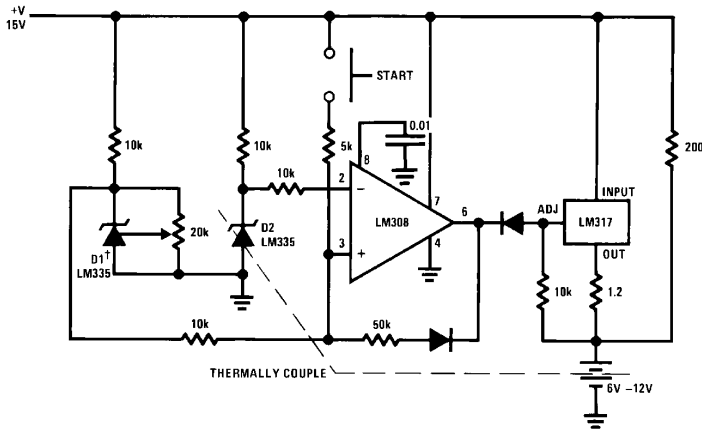 +V
15V
START
10k
10k
5k
0.01
200
8
10k
2
−
7
6
ADJ
INPUT
LM317
OUT
LM308
20k
D1†
LM335
D2
LM335
3
+
4
10k
1.2
10k
50k
THERMALLY COUPLE
6V –12V